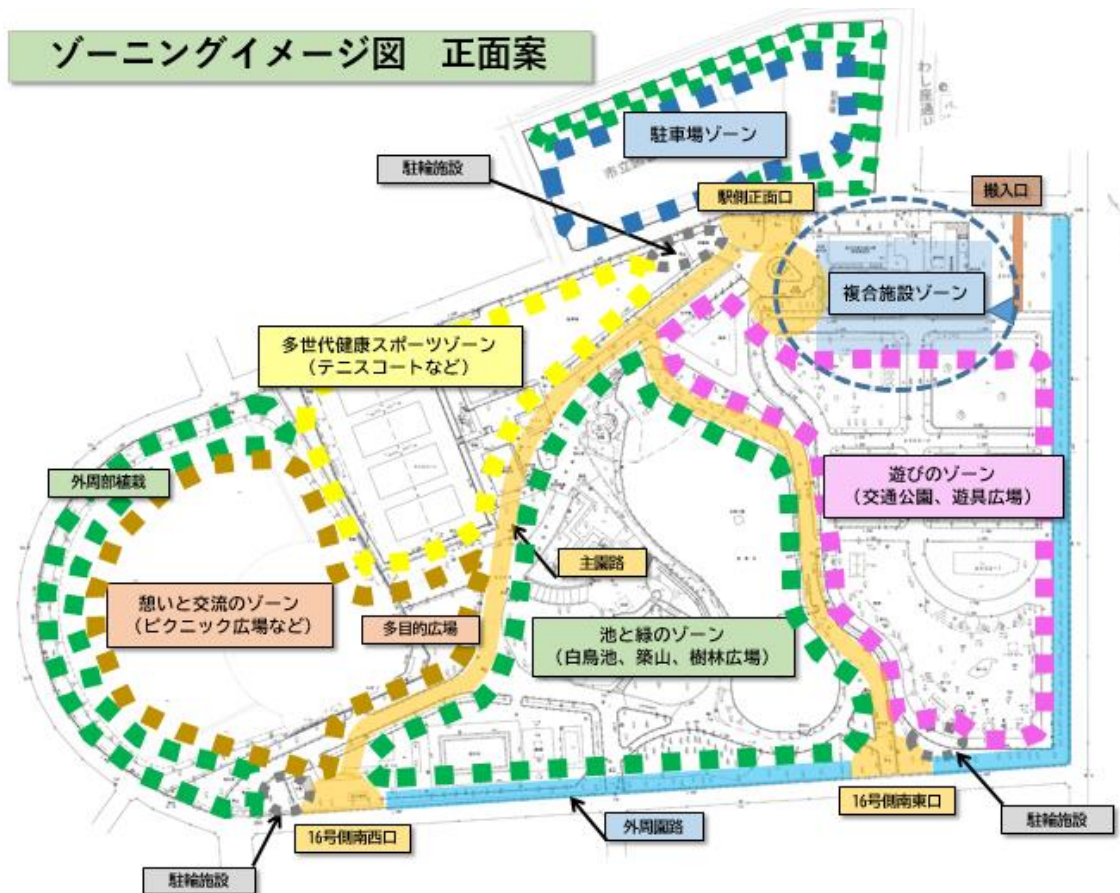 ゾーニングイメージ図　正面案
わし座通り
駐車場ゾーン
市立図書
駐輪施設
駅側正面口
搬入口
複合施設ゾーン
多世代健康スポーツゾーン
（テニスコートなど）
外周部植栽
遊びのゾーン
（交通公園、遊具広場）
主園路
憩いと交流のゾーン
（ピクニック広場など）
多目的広場
池と緑のゾーン
（白鳥池、築山、樹林広場）
16号側南西口
外周園路
16号側南東口
駐輪施設
駐輪施設